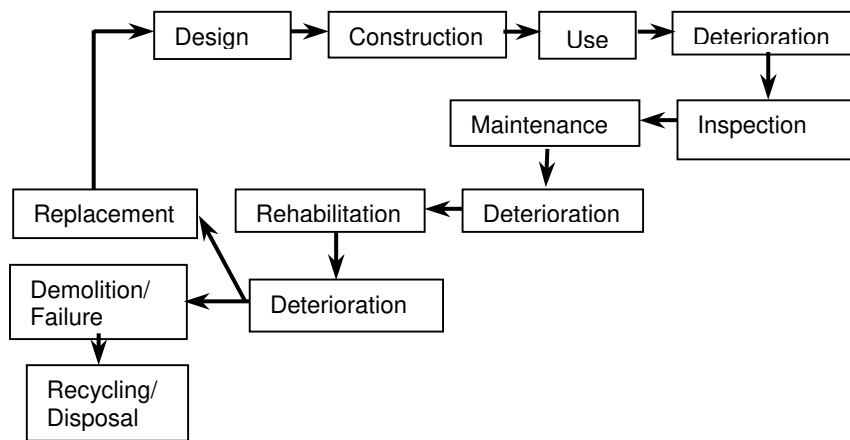 Design
Construction
Use
Deterioration
Inspection
Maintenance
Deterioration
Rehabilitation
Replacement
Deterioration
Demolition/
Failure
Recycling/
Disposal